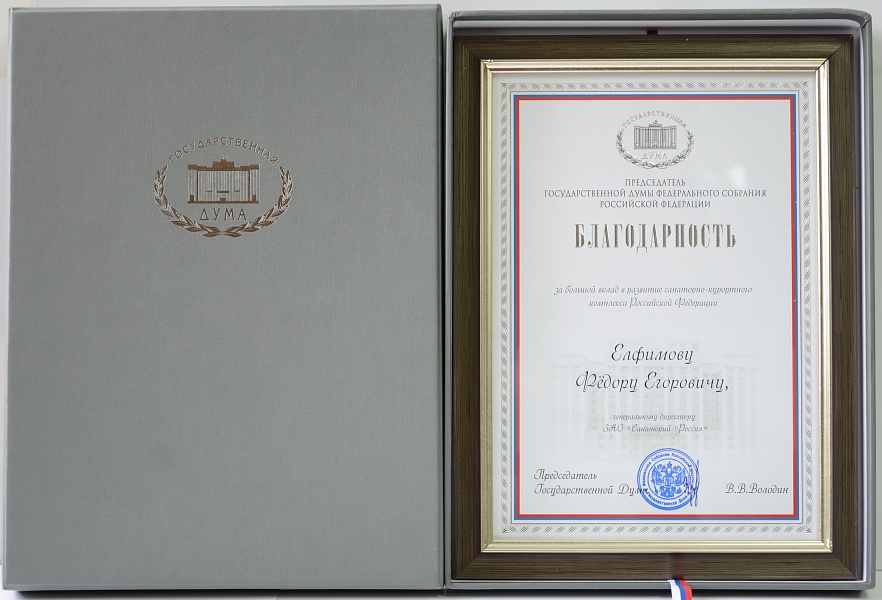 ГОСУДАРСТВЕННАЯ
ДУМА
ГОСУДАРСТВЕННАЯ
ДУМА
ПРЕДСЕДАТЕЛЬ
ГОСУДАРСТВЕННОЙ ДУМЫ ФЕДЕРАЛЬНОГО СОБРАНИЯ
РОССИЙСКОЙ ФЕДЕРАЦИИ
БЛАГОДАРНОСТЬ
за большой вклад в развитие санаторно-курортного
комплекса Российской Федерации
Елфимову
Фёдору Егоровичу,
генеральному директору
ЗАО «Санаторий «Россия»
Председатель
Государственной Думы
В.В.Володин